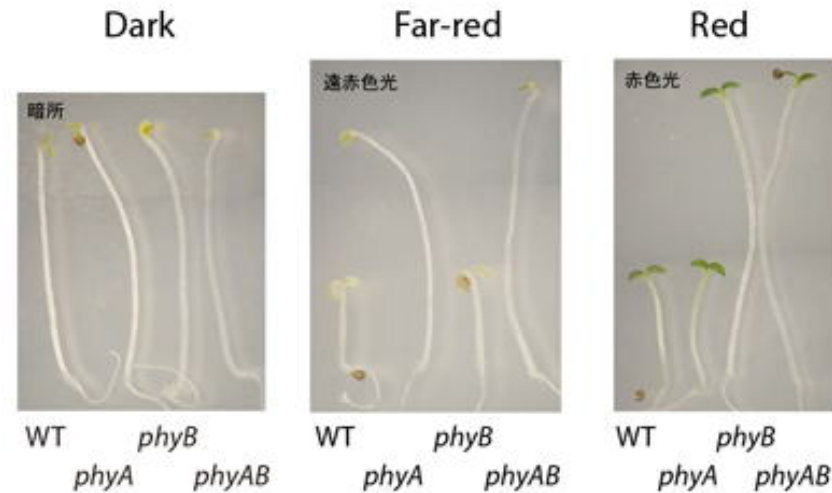 Dark
Far-red
Red
暗所
遠赤色光
赤色光
WT phyB
phyA phyAB
WT phyB
phyA phyAB
WT phyB
phyA phyAB